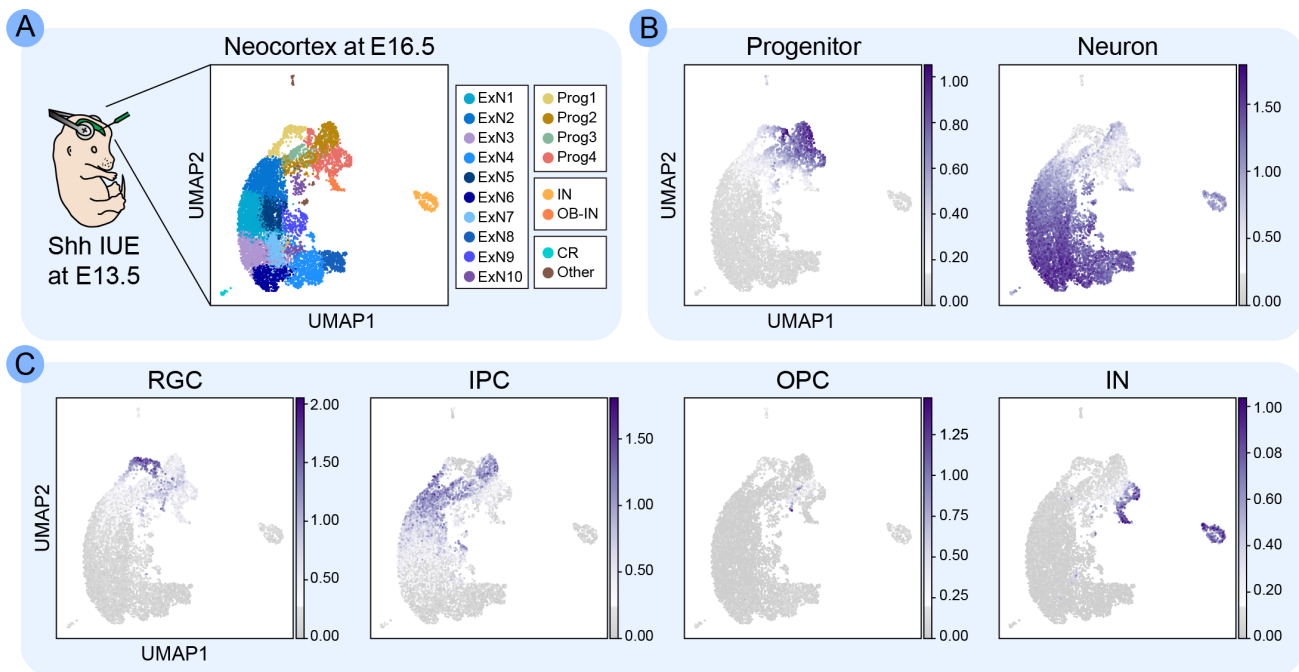 A
Neocortex at E16.5
Shh IUE
at E13.5
UMAP2
UMAP1
ExN1
ExN2
ExN3
ExN4
ExN5
ExN6
ExN7
ExN8
ExN9
ExN10
Prog1
Prog2
Prog3
Prog4
IN
OB-IN
CR
Other
B
Progenitor
UMAP2
UMAP1
1.00
0.80
0.60
0.40
0.20
0.00
Neuron
1.50
1.00
0.50
0.00
C
RGC
UMAP2
UMAP1
2.00
1.50
1.00
0.50
0.00
IPC
1.50
1.00
0.50
0.00
OPC
1.25
1.00
0.75
0.50
0.25
0.00
IN
1.00
0.80
0.60
0.40
0.20
0.00